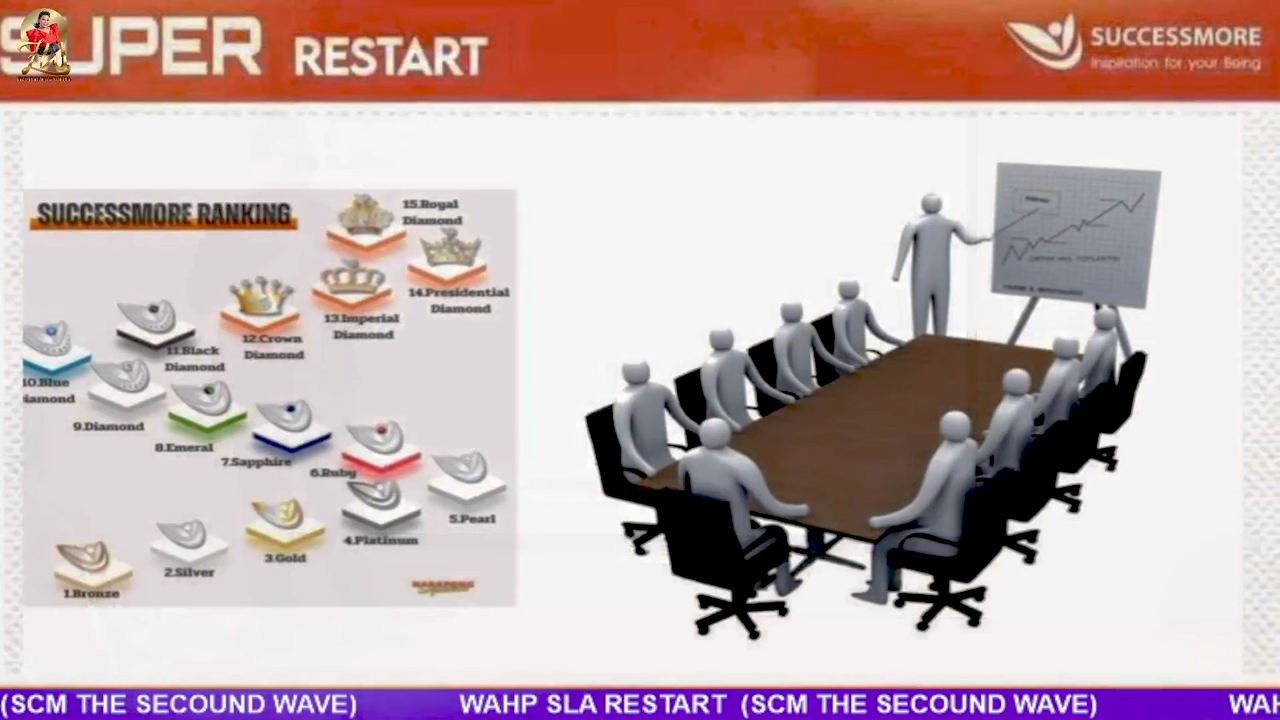 SUPER RESTART
SUCCESSMORE
Inspiration for your Being
SUCCESSMORE RANKING
15.Royal
Diamond
14.Presidential
Diamond
13.Imperial
Diamond
12.Crown
Diamond
11.Black
Diamond
10.Blue
iamond
9.Diamond
8.Emeral
7.Sapphire
6.Ruby
5.Pearl
4.Platinum
3.Gold
2.Silver
1.Bronze
(SCM THE SECOUND WAVE) WAHP SLA RESTART (SCM THE SECOUND WAVE) WAH